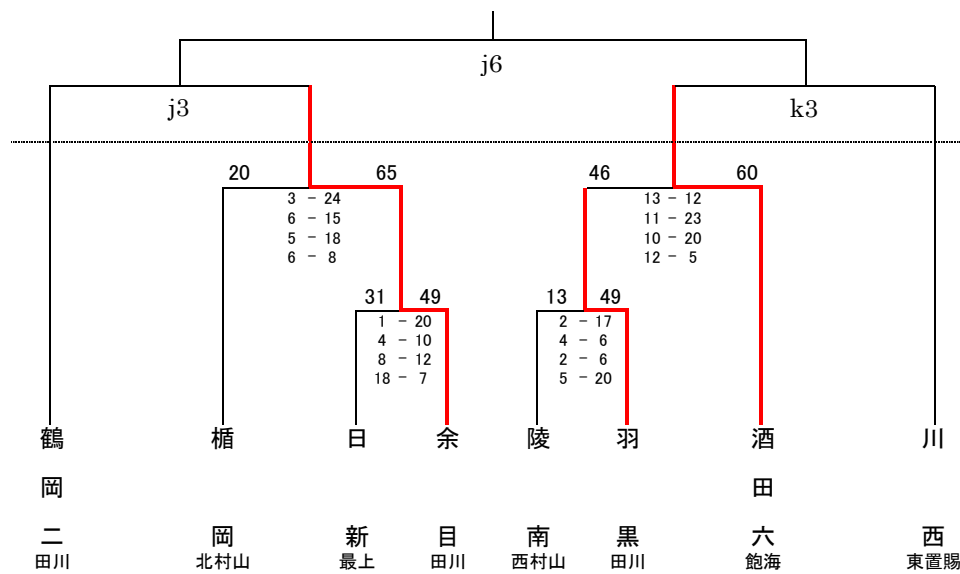 j6
j3
k3
20 65
3 - 24
6 - 15
5 - 18
6 - 8
46 60
13 - 12
11 - 23
10 - 20
12 - 5
31 49
1 - 20
4 - 10
8 - 12
18 - 7
13 49
2 - 17
4 - 6
2 - 6
5 - 20
鶴岡二
田川
楯岡
北村山
日新
最上
余目
田川
陵南
西村山
羽黒
田川
酒田六
飽海
川西
東置賜